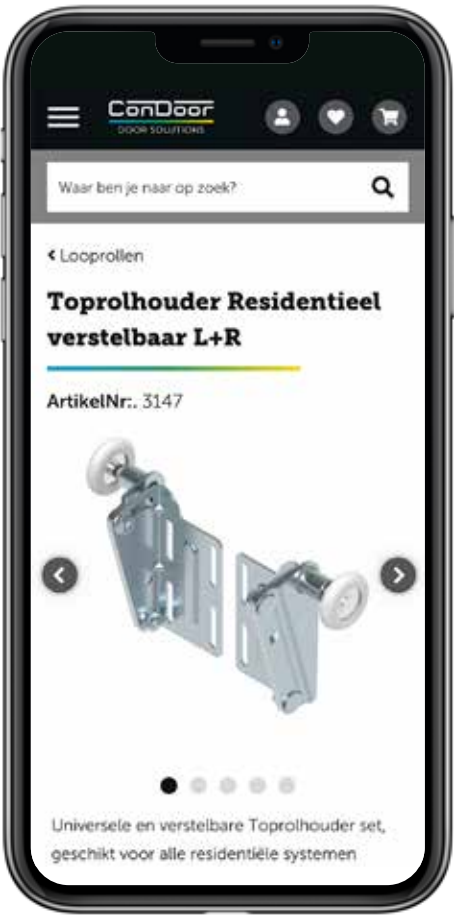 ConDoor
DOOR SOLUTIONS
Waar ben je naar op zoek?
Looprollen
Toprolhouder Residentieel
verstelbaar L+R
ArtikelNr:. 3147
Universele en verstelbare Toprolhouder set,
geschikt voor alle residentiële systemen